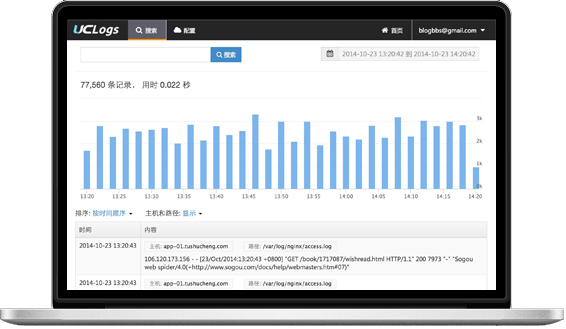 UCLogs 搜索 配置 首页 blogbbs@gmail.com
搜索 2014-10-23 13:20:42 到 2014-10-23 14:20:42
77,560 条记录， 用时 0.022 秒
3k
2k
1k
0k
13:20 13:25 13:30 13:35 13:40 13:45 13:50 13:55 14:00 14:05 14:10 14:15 14:20
排序: 按时间顺序 主机和路径: 显示
时间 内容
2014-10-23 13:20:43 主机: app-01.tushucheng.com 路径: /var/log/nginx/access.log
106.120.173.156 - - [23/Oct/2014:13:20:43 +0800] "GET /book/1717087/wishread.html HTTP/1.1" 200 7973 "-" "Sogou
web spider/4.0(+http://www.sogou.com/docs/help/webmasters.htm#07)"
2014-10-23 13:20:43 主机: app-01.tushucheng.com 路径: /var/log/nginx/access.log